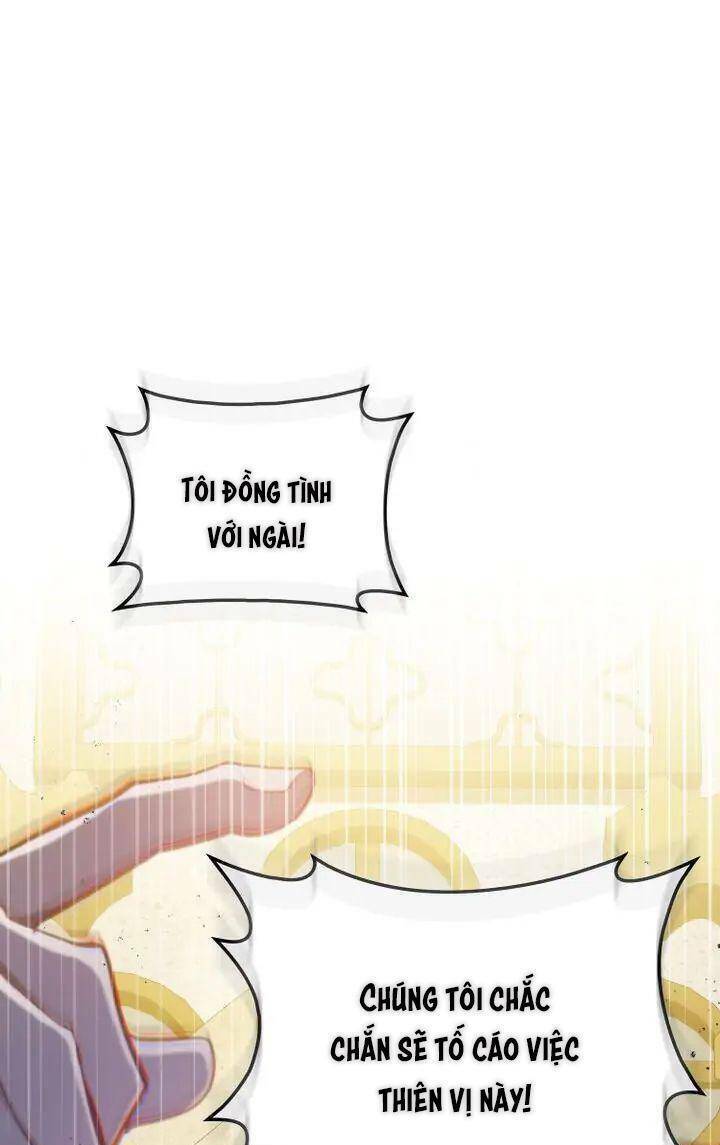 TÔI ĐỒNG TÌNH
VỚI NGÀI!
CHÚNG TÔI CHẮC
CHẮN SẼ TỐ CÁO VIỆC
THIÊN VỊ NÀY!